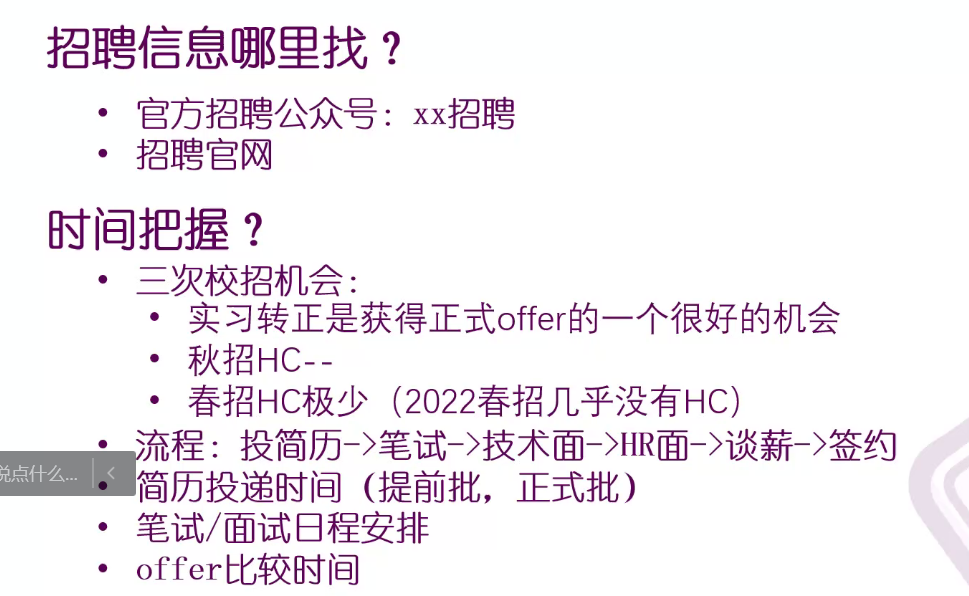 招聘信息哪里找？
• 官方招聘公众号：xx招聘
• 招聘官网
时间把握？
• 三次校招机会：
• 实习转正是获得正式offer的一个很好的机会
• 秋招HC--
• 春招HC极少（2022春招几乎没有HC）
• 流程：投简历->笔试->技术面->HR面->谈薪->签约
说点什么...
• 简历投递时间（提前批，正式批）
• 笔试/面试日程安排
• offer比较时间